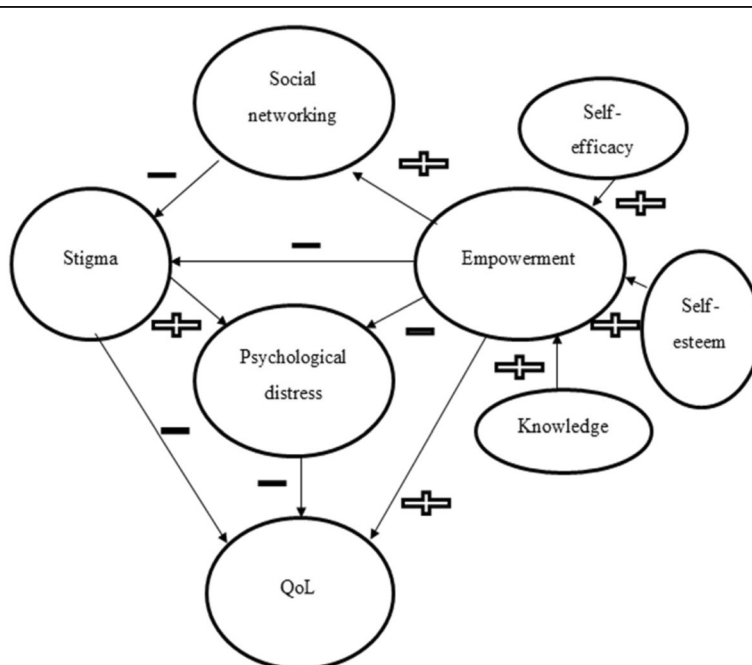 Social
networking
Self-
efficacy
Stigma
Empowerment
Self-
esteem
Psychological
distress
Knowledge
QoL